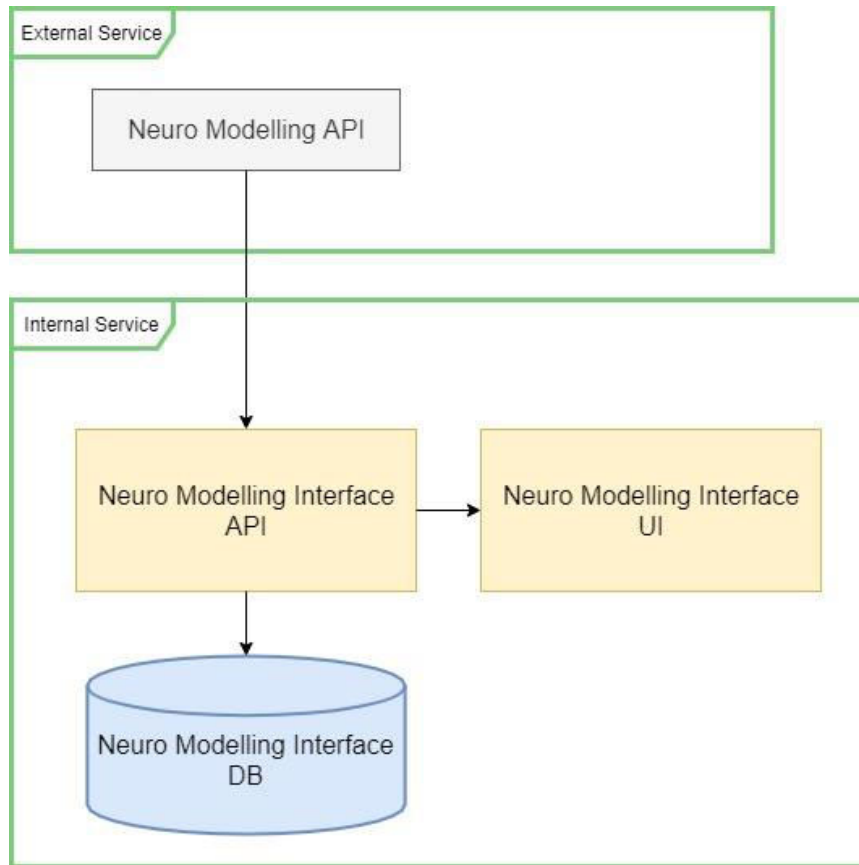 External Service
Neuro Modelling API
Internal Service
Neuro Modelling Interface
API
Neuro Modelling Interface
UI
Neuro Modelling Interface
DB